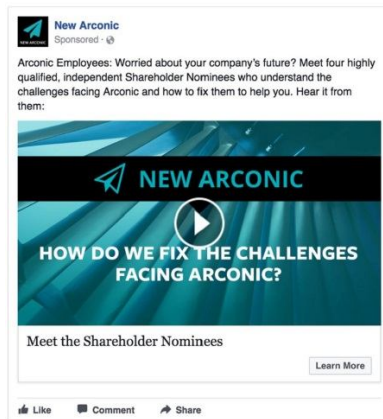 New Arconic
Sponsored ·
NEW ARCONIC
Arconic Employees: Worried about your company's future? Meet four highly
qualified, independent Shareholder Nominees who understand the
challenges facing Arconic and how to fix them to help you. Hear it from
them:
NEW ARCONIC
HOW DO WE FIX THE CHALLENGES
FACING ARCONIC?
Meet the Shareholder Nominees
Learn More
Like Comment Share